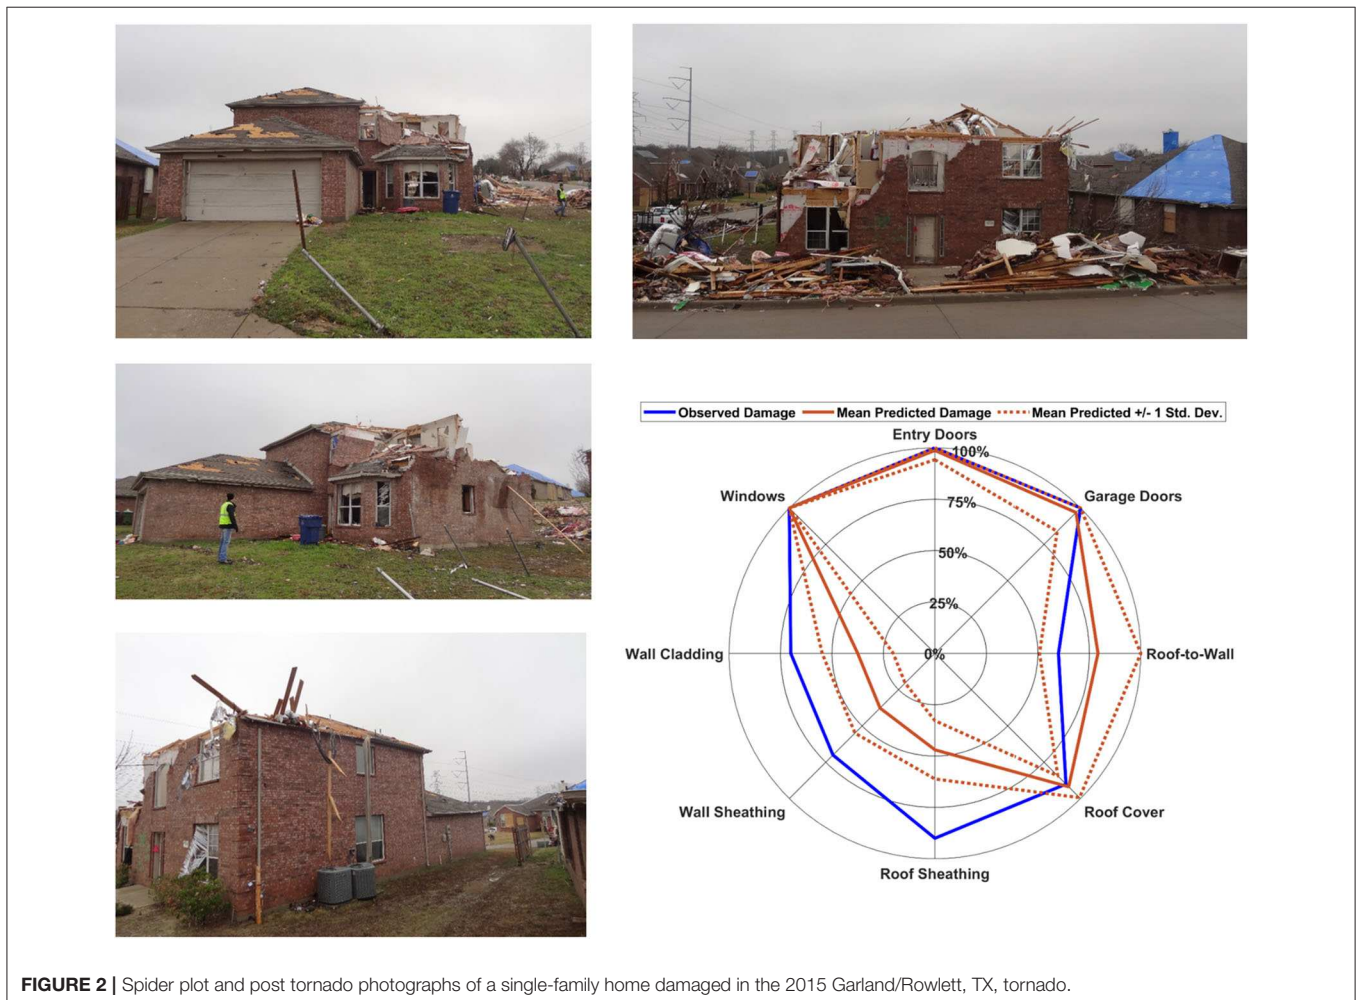 Observed Damage Mean Predicted Damage Mean Predicted +/- 1 Std. Dev.
Entry Doors
100%
Windows
Garage Doors
75%
50%
25%
Wall Cladding
0%
Roof-to-Wall
Wall Sheathing
Roof Cover
Roof Sheathing
FIGURE 2 | Spider plot and post tornado photographs of a single-family home damaged in the 2015 Garland/Rowlett, TX, tornado.